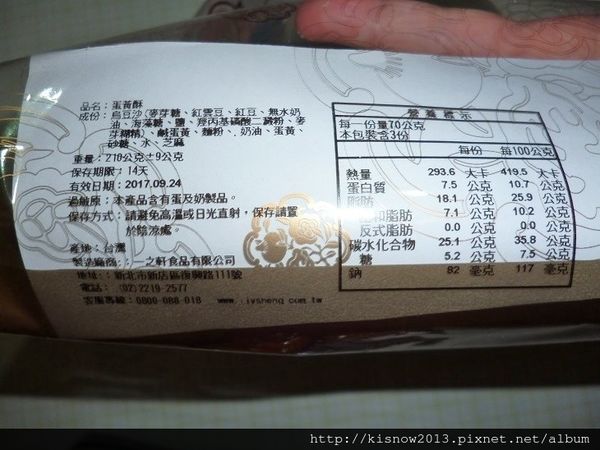 品名：蛋黃酥
成份：烏豆沙(麥芽糖、紅雲豆、紅豆、無水奶
油、海藻糖、鹽、羥丙基磷酸二澱粉、麥
芽糊精)、鹹蛋黃、麵粉、奶油、蛋黃、
砂糖、水、芝麻
重量：210公克±9公克
保存期限：14天
有效日期：2017.09.24
過敏原：本產品含有蛋及奶製品。
保存方式：請避免高溫或日光直射，保存請置
於陰涼處。
產地：台灣
製造廠商：一之軒食品有限公司
地址：新北市新店區復興路111號
電話：(02)2219-2577
客服專線：0800-088-018 www.ijysheng.com.tw
營養標示
每一份量70公克
本包裝含3份
每份 每100公克
熱量 293.6 大卡 419.5 大卡
蛋白質 7.5 公克 10.7 公克
脂肪 18.1 公克 25.9 公克
和脂肪 7.1 公克 10.2 公克
反式脂肪 0.0 公克 0.0 公克
碳水化合物 25.1 公克 35.8 公克
糖 5.2 公克 7.5 公克
鈉 82 毫克 117 毫克
http://kisnow2013.pixnet.net/album